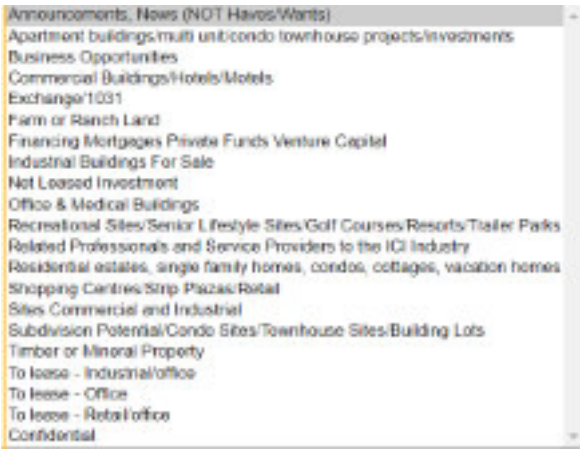 Announcements, News (NOT Haves/Wants)
Apartment buildings/multi unit/condo townhouse projects/investments
Business Opportunities
Commercial Buildings/Hotels/Motels
Exchange/1031
Farm or Ranch Land
Financing Mortgages Private Funds Venture Capital
Industrial Buildings For Sale
Net Leased Investment
Office & Medical Buildings
Recreational Sites/Senior Lifestyle Sites/Golf Courses/Resorts/Trailer Parks
Related Professionals and Service Providers to the ICI Industry
Residential estates, single family homes, condos, cottages, vacation homes
Shopping Centres/Strip Plazas/Retail
Sites Commercial and Industrial
Subdivision Potential/Condo Sites/Townhouse Sites/Building Lots
Timber or Mineral Property
To lease - Industrial/office
To lease - Office
To lease - Retail/office
Confidential